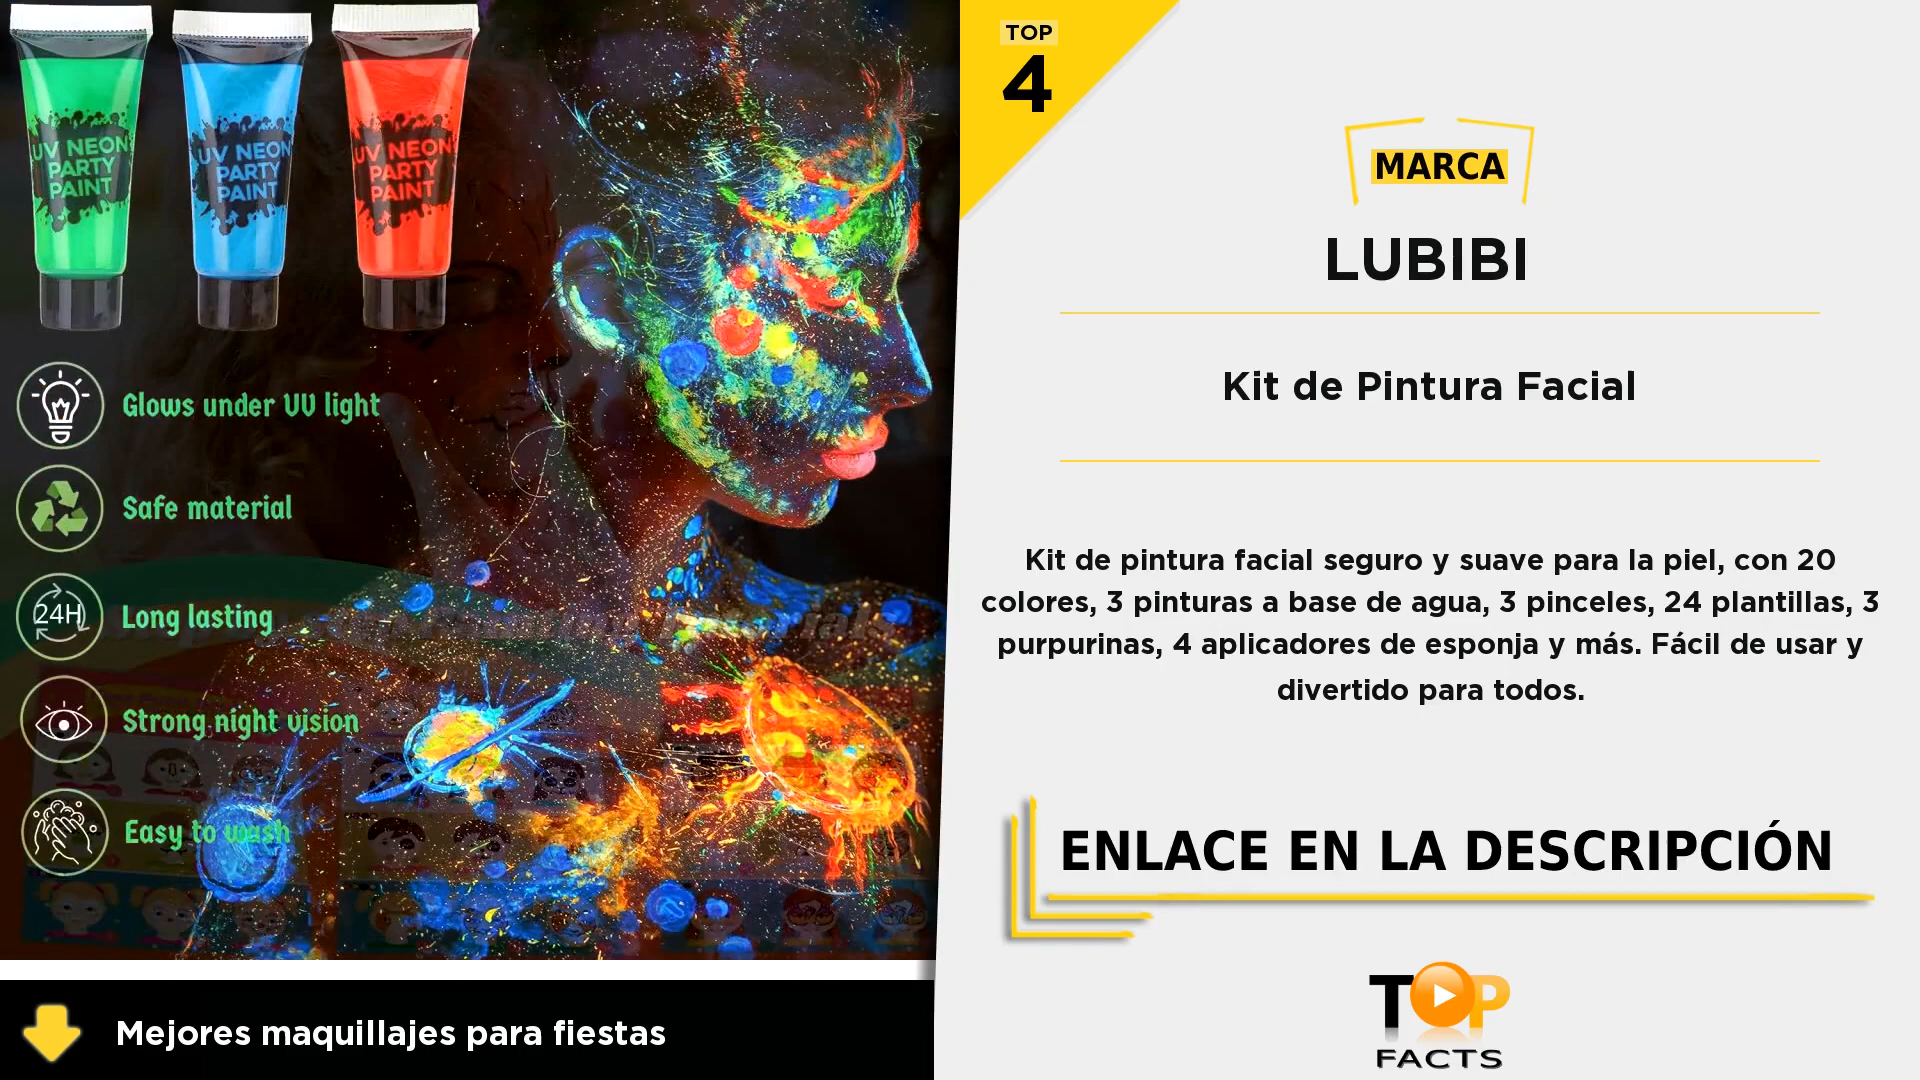 UV NEON
PARTY
PAINT
UV NEON
PARTY
PAINT
UV NEON
PARTY
PAINT
Glows under UV light
Safe material
24H
Long lasting
Strong night vision
Easy to wash
Mejores maquillajes para fiestas
TOP
4
MARCA
LUBIBI
Kit de Pintura Facial
Kit de pintura facial seguro y suave para la piel, con 20
colores, 3 pinturas a base de agua, 3 pinceles, 24 plantillas, 3
purpurinas, 4 aplicadores de esponja y más. Fácil de usar y
divertido para todos.
ENLACE EN LA DESCRIPCIÓN
TOP
FACTS